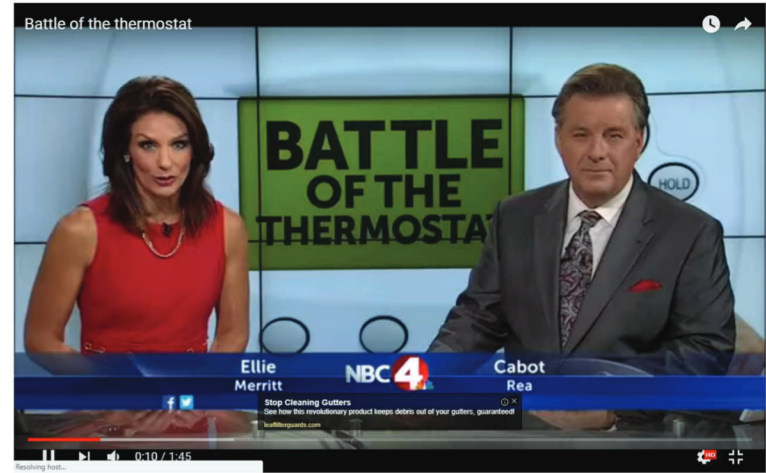 Battle of the thermostat
BATTLE
OF THE
THERMOSTAT
HOLD
Ellie
Merritt
NBC 4
Cabot
Rea
Stop Cleaning Gutters
See how this revolutionary product keeps debris out of your gutters, guaranteed!
leaffilterguards.com
0:10 / 1:45
HD
Resolving host...